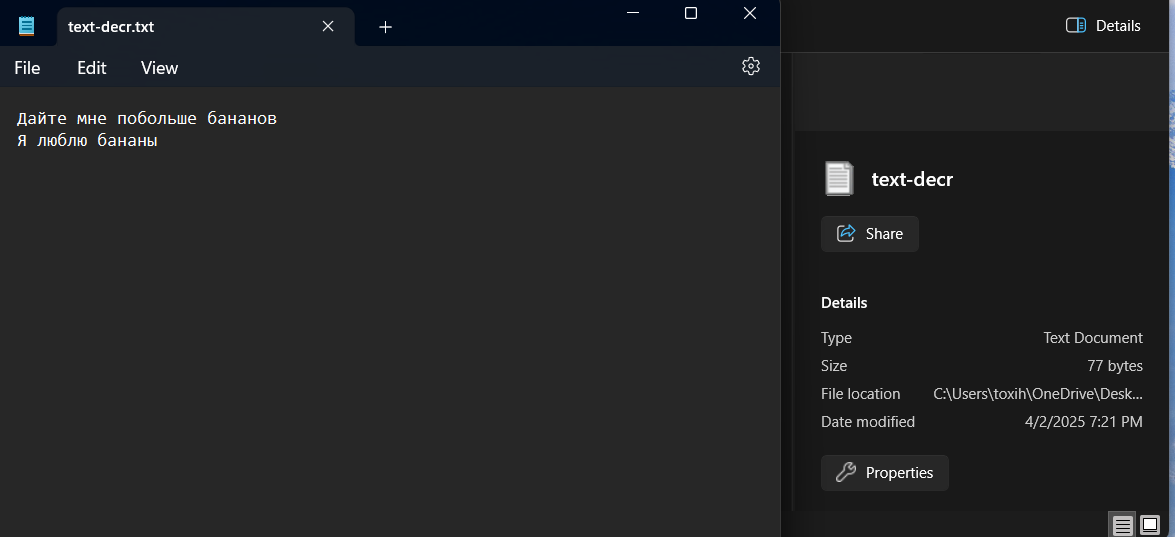 text-decr.txt
File Edit View
Дайте мне побольше бананов
Я люблю бананы
Details
text-decr
Share
Details
Type Text Document
Size 77 bytes
File location C:\Users\toxih\OneDrive\Desk...
Date modified 4/2/2025 7:21 PM
Properties